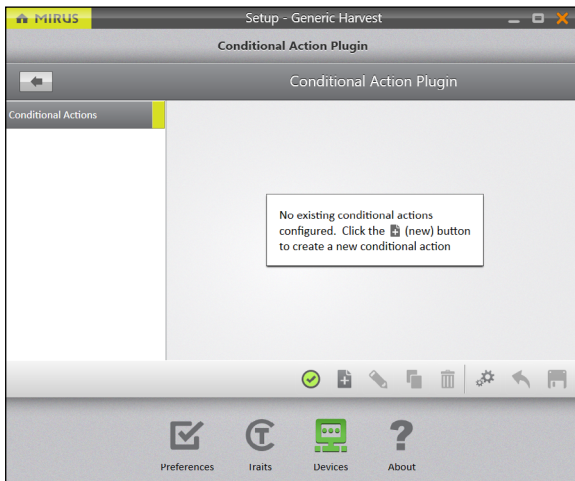 MIRUS
Setup - Generic Harvest
Conditional Action Plugin
Conditional Action Plugin
Conditional Actions
No existing conditional actions
configured. Click the (new) button
to create a new conditional action
Preferences
Traits
Devices
About